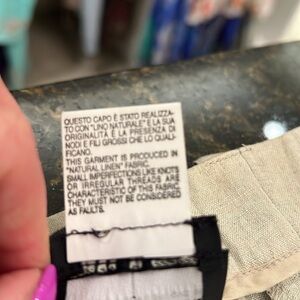 QUESTO CAPO È STATO REALIZZA-
TO CON "LINO NATURALE" E LA SUA
ORIGINALITÀ È LA PRESENZA DI
NODI E FILI GROSSI CHE LO QUALI-
FICANO.
THIS GARMENT IS PRODUCED IN
"NATURAL LINEN" FABRIC.
SMALL IMPERFECTIONS LIKE KNOTS
OR IRREGULAR THREADS ARE
CHARACTERISTIC OF THIS FABRIC.
THEY MUST NOT BE CONSIDERED
AS FAULTS.